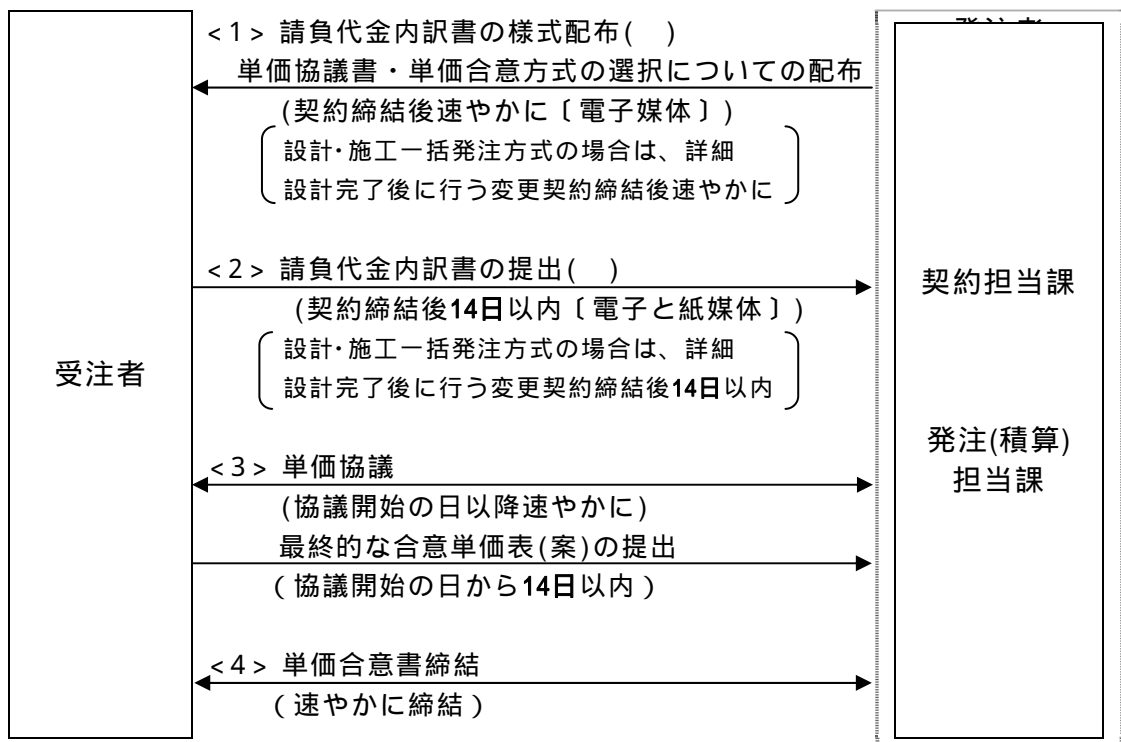 <1> 請負代金内訳書の様式配布( )
単価協議書・単価合意方式の選択についての配布
(契約締結後速やかに〔電子媒体〕)
設計・施工一括発注方式の場合は、詳細
設計完了後に行う変更契約締結後速やかに
<2> 請負代金内訳書の提出( )
(契約締結後14日以内〔電子と紙媒体〕)
設計・施工一括発注方式の場合は、詳細
設計完了後に行う変更契約締結後14日以内
受注者
<3> 単価協議
(協議開始の日以降速やかに)
最終的な合意単価表(案)の提出
(協議開始の日から14日以内)
<4> 単価合意書締結
(速やかに締結)
契約担当課
発注(積算)
担当課